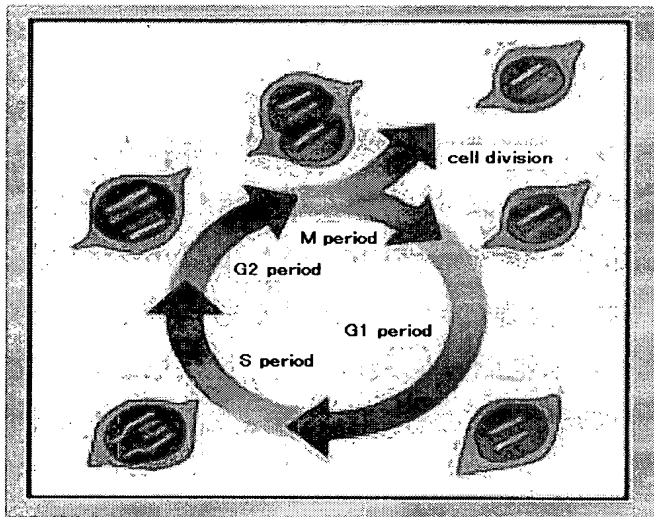 cell division
M period
G2 period
G1 period
S period